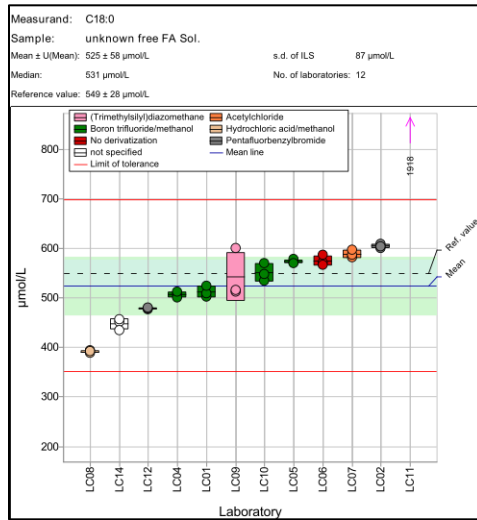 Measurand: C18:0
Sample: unknown free FA Sol.
Mean ± U(Mean): 525 ± 58 µmol/L s.d. of ILS 87 µmol/L
Median: 531 µmol/L No. of laboratories: 12
Reference value: 549 ± 28 µmol/L
(Trimethylsilyl)diazomethane Acetylchloride
Boron trifluoride/methanol Hydrochloric acid/methanol
No derivatization Pentafluorbenzylbromide
not specified Mean line
Limit of tolerance
1918
800
700
600
500
400
300
200
µmol/L
Ref. value
Mean
LC08 LC14 LC12 LC04 LC01 LC09 LC10 LC05 LC06 LC07 LC02 LC11
Laboratory